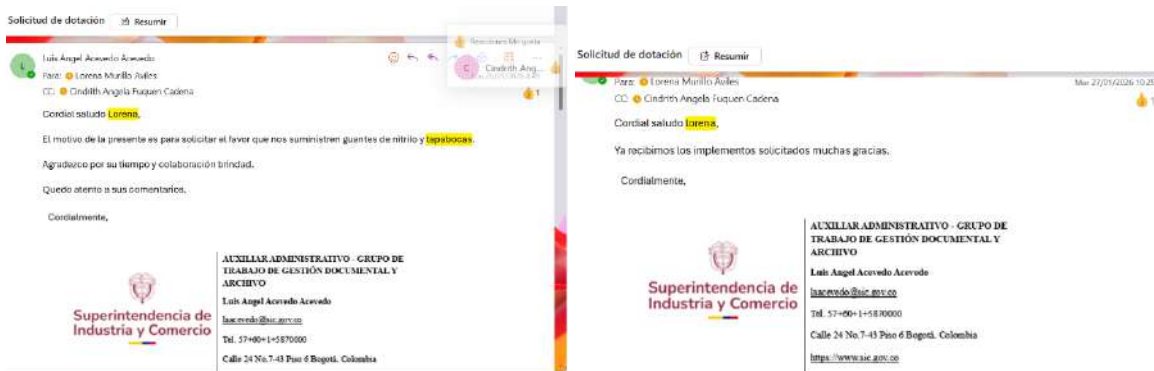 Solicitud de dotación Resumir
Reacciones Me gusta
Cindrith Ang...
L
C
Luis Angel Acevedo Acevedo
Para: Lorena Murillo Aviles
CC: Cindrith Angela Fuquen Cadena
1
Cordial saludo Lorena,
El motivo de la presente es para solicitar el favor que nos suministren guantes de nitrilo y tapabocas.
Agradezco por su tiempo y colaboración brindad.
Quedo atento a sus comentarios.
Cordialmente,
Superintendencia de
Industria y Comercio
AUXILIAR ADMINISTRATIVO - GRUPO DE
TRABAJO DE GESTIÓN DOCUMENTAL Y
ARCHIVO
Luis Angel Acevedo Acevedo
laacevedo@sic.gov.co
Tel. 57+60+1+5870000
Calle 24 No.7-43 Piso 6 Bogotá. Colombia
Solicitud de dotación Resumir
Para: Lorena Murillo Aviles
Mar 27/01/2026 10:25
CC: Cindrith Angela Fuquen Cadena
1
Cordial saludo lorena,
Ya recibimos los implementos solicitados muchas gracias.
Cordialmente,
Superintendencia de
Industria y Comercio
AUXILIAR ADMINISTRATIVO - GRUPO DE
TRABAJO DE GESTIÓN DOCUMENTAL Y
ARCHIVO
Luis Angel Acevedo Acevedo
laacevedo@sic.gov.co
Tel. 57+60+1+5870000
Calle 24 No.7-43 Piso 6 Bogotá. Colombia
https://www.sic.gov.co